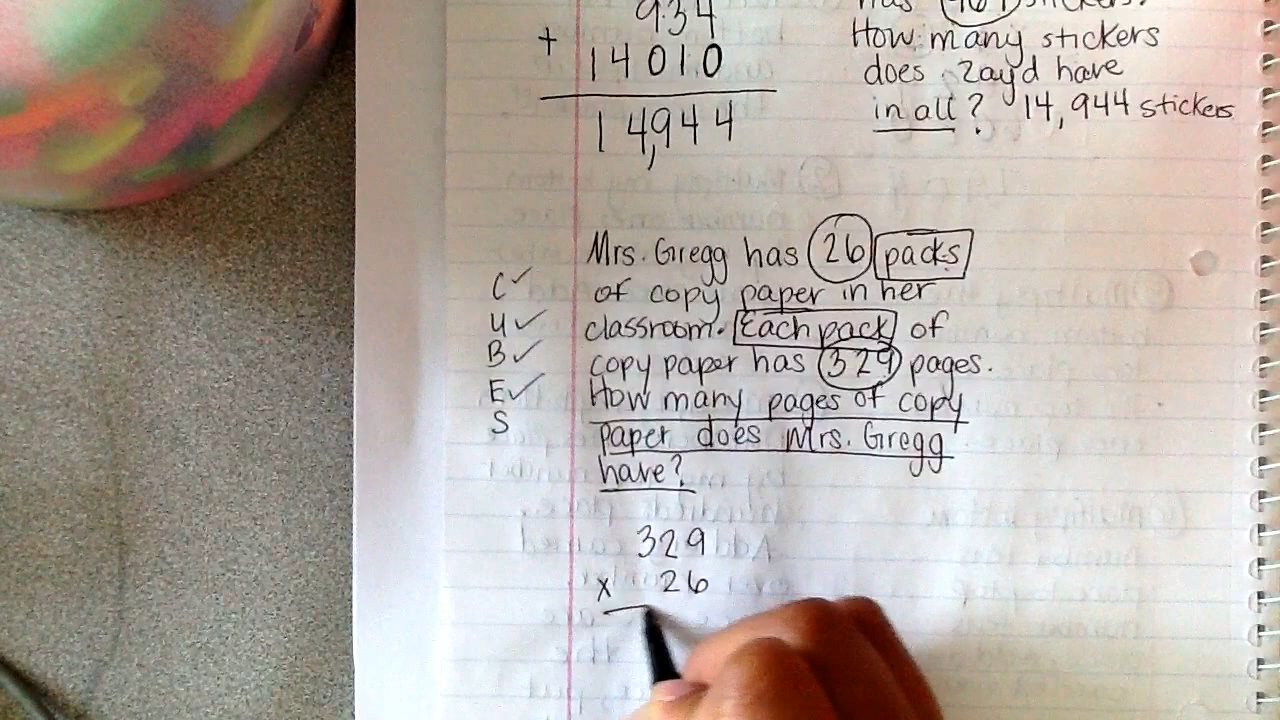 934
+ 14010
14,944
How many stickers
does Zayd have
in all? 14,944 stickers
Mrs. Gregg has 26 packs
of copy paper in her
classroom. Each pack of
copy paper has 329 pages.
How many pages of copy
paper does Mrs. Gregg
have?
C✓
U✓
B✓
E✓
S
329
x 26